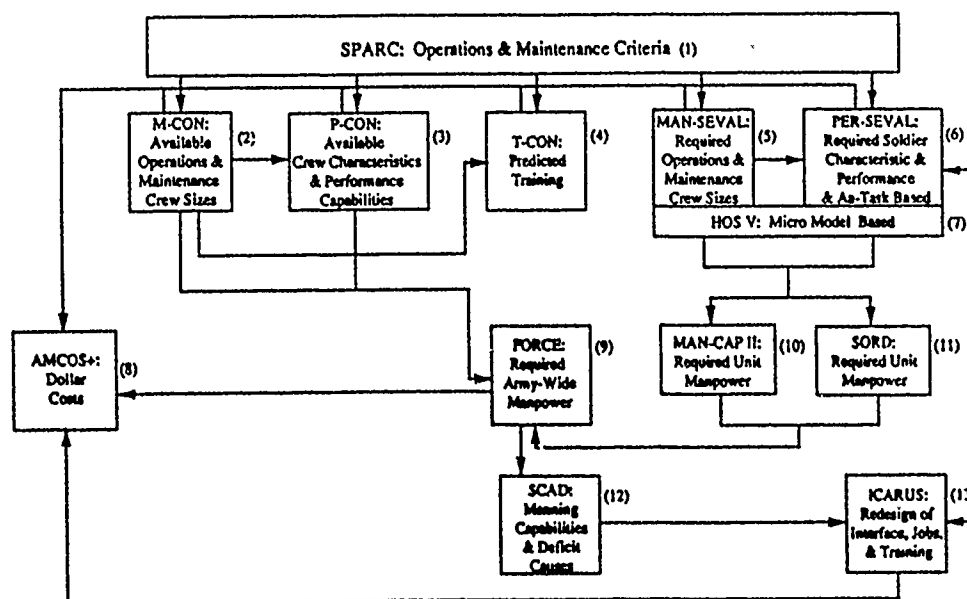 SPARC: Operations & Maintenance Criteria (1)
M-CON:
Available
Operations &
Maintenance
Crew Sizes
(2)
P-CON:
Available
Crew Characteristics
& Performance
Capabilities
(3)
T-CON:
Predicted
Training
(4)
MAN-SEVAL:
Required
Operations &
Maintenance
Crew Sizes
(5)
PER-SEVAL:
Required Soldier
Characteristic &
Performance
& Aa-Task Based
(6)
HOS V: Micro Model Based
(7)
AMCOS+:
Dollar
Costs
(8)
FORCE:
Required
Army-Wide
Manpower
(9)
MAN-CAP II:
Required Unit
Manpower
(10)
SORD:
Required Unit
Manpower
(11)
SCAD:
Manning
Capabilities
& Deficit
Causes
(12)
ICARUS:
Redesign of
Interface, Jobs,
& Training